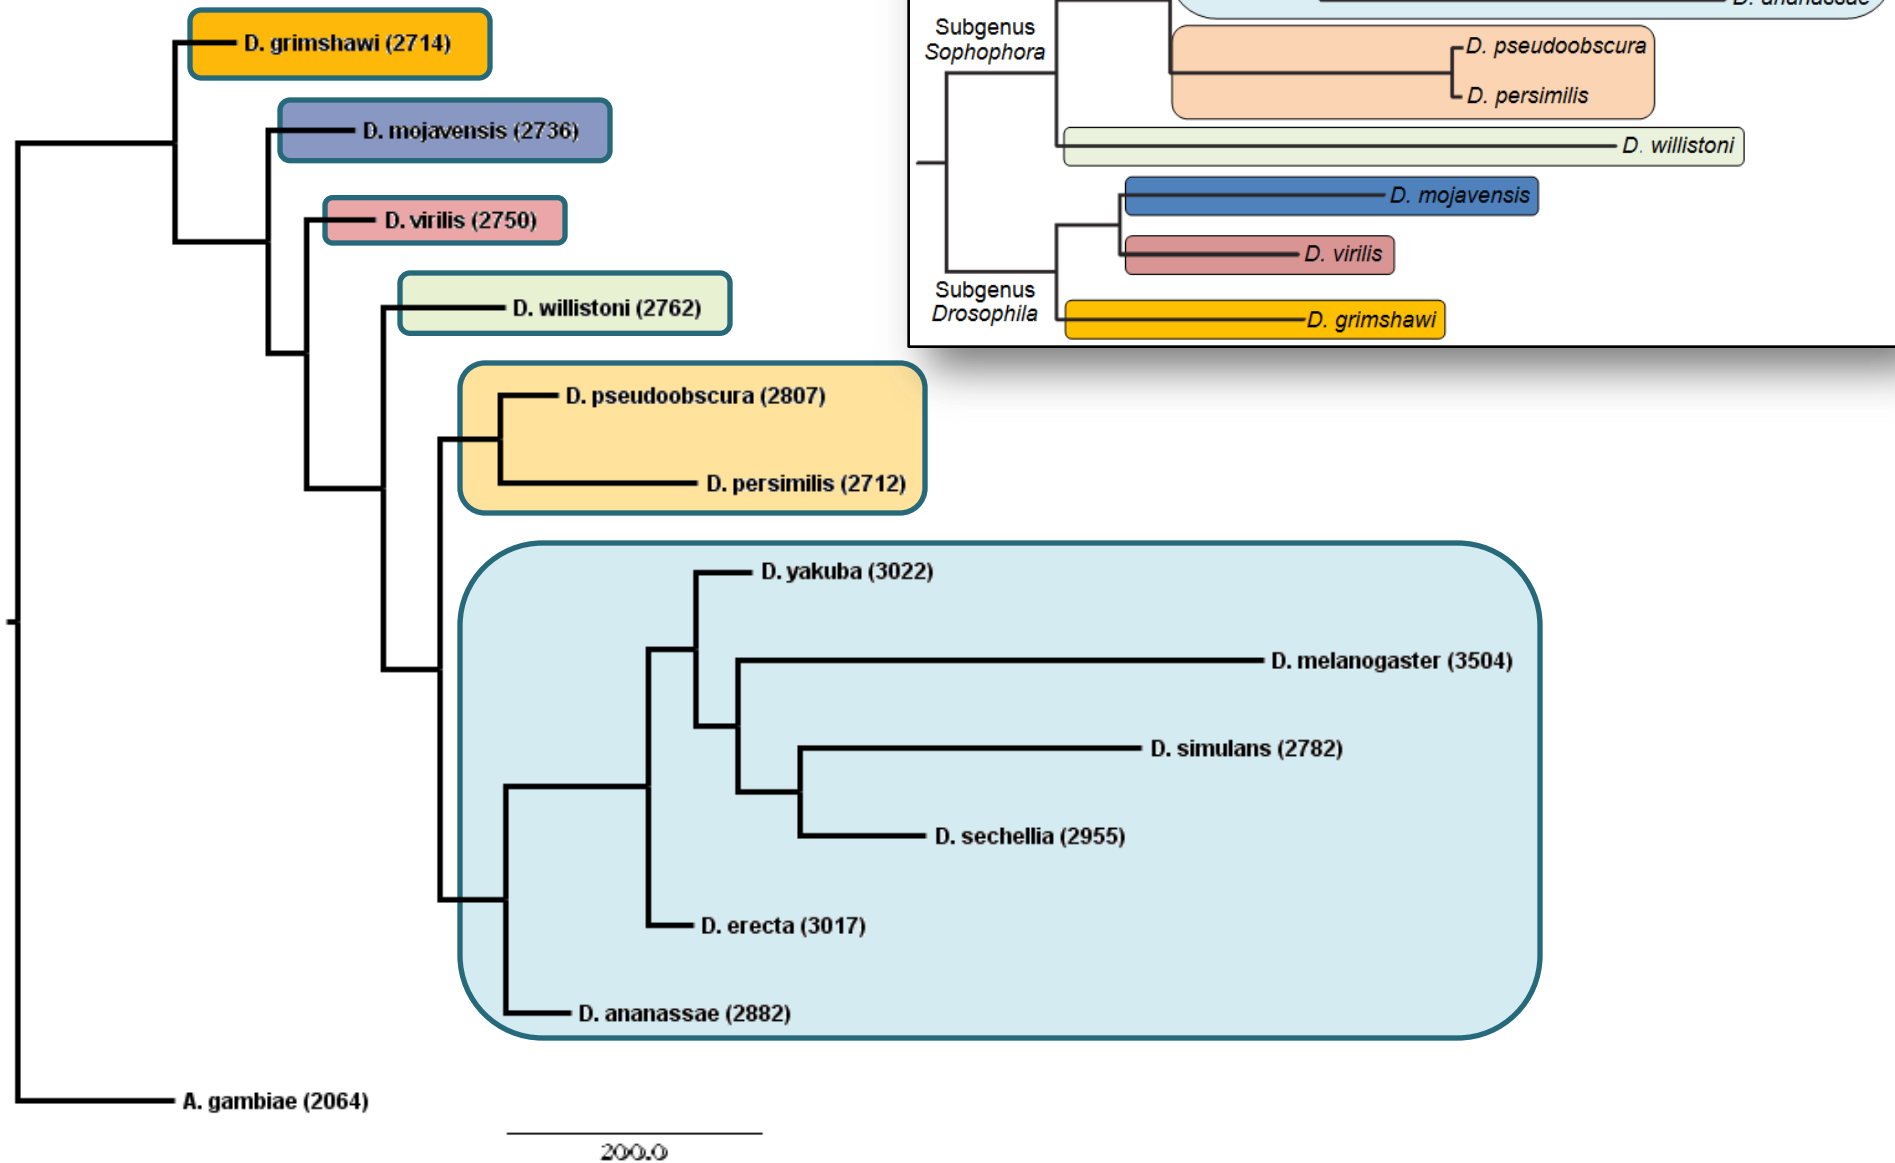 D. grimshawi (2714)
D. mojavensis (2736)
D. virilis (2750)
D. willistoni (2762)
D. pseudoobscura (2807)
D. persimilis (2712)
D. yakuba (3022)
D. melanogaster (3504)
D. simulans (2782)
D. sechellia (2955)
D. erecta (3017)
D. ananassae (2882)
A. gambiae (2064)
200.0
D. ananassae
Subgenus
Sophophora
D. pseudoobscura
D. persimilis
D. willistoni
D. mojavensis
D. virilis
Subgenus
Drosophila
D. grimshawi